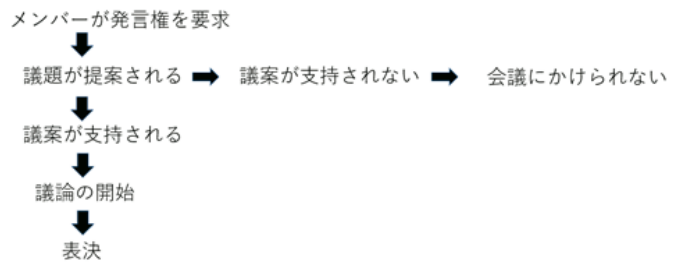 メンバーが発言権を要求
議題が提案される ➡ 議案が支持されない ➡ 会議にかけられない
議案が支持される
議論の開始
表決